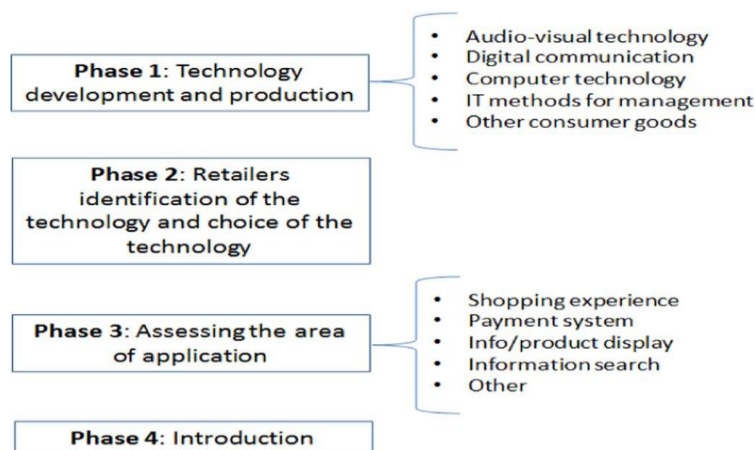 Phase 1: Technology
development and production
• Audio-visual technology
• Digital communication
• Computer technology
• IT methods for management
• Other consumer goods
Phase 2: Retailers
identification of the
technology and choice of the
technology
Phase 3: Assessing the area
of application
• Shopping experience
• Payment system
• Info/product display
• Information search
• Other
Phase 4: Introduction